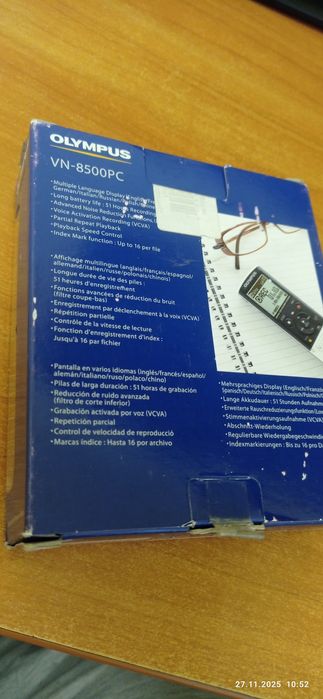 OLYMPUS
VN-8500PC
•Multiple Language Display (English/
German/Italian/Russian/
•Long battery life : 51 Hours Recording
•Advanced Noise Reduction Functions
•Voice Activation Recording (VCVA)
•Partial Repeat Playback
•Playback Speed Control
•Index Mark function : Up to 16 per file
•Affichage multilingue (anglais/français/espagnol/
allemand/italien/russe/polonais/chinois)
•Longue durée de vie des piles :
51 heures d'enregistrement
•Fonctions avancées de réduction du bruit
(filtre coupe-bas)
•Enregistrement par déclenchement à la voix (VCVA)
•Répétition partielle
•Contrôle de la vitesse de lecture
•Fonction d'enregistrement d'index :
Jusqu'à 16 par fichier
•Pantalla en varios idiomas (inglés/francés/español/
alemán/italiano/ruso/polaco/chino)
•Pilas de larga duración : 51 horas de grabación
•Reducción de ruido avanzada
(filtro de corte inferior)
•Grabación activada por voz (VCVA)
•Repetición parcial
•Control de velocidad de reproducció
•Marcas índice : Hasta 16 por archivo
•Mehrsprachiges Display (Englisch/Französ
Spanisch/Deutsch/Italienisch/Russisch/Polnisch/
•Lange Akkudauer : 51 Stunden Aufnahme
•Erweiterte Rauschreduzierungsfunktion (Low
•Stimmenaktivierungsaufnahme (VCVA)
•Abschnitt-Wiederholung
•Regulierbare Wiedergabegeschwindig
•Indexmarkierungen : Bis zu 16 pro Da
OLYMPUS
27.11.2025 10:52